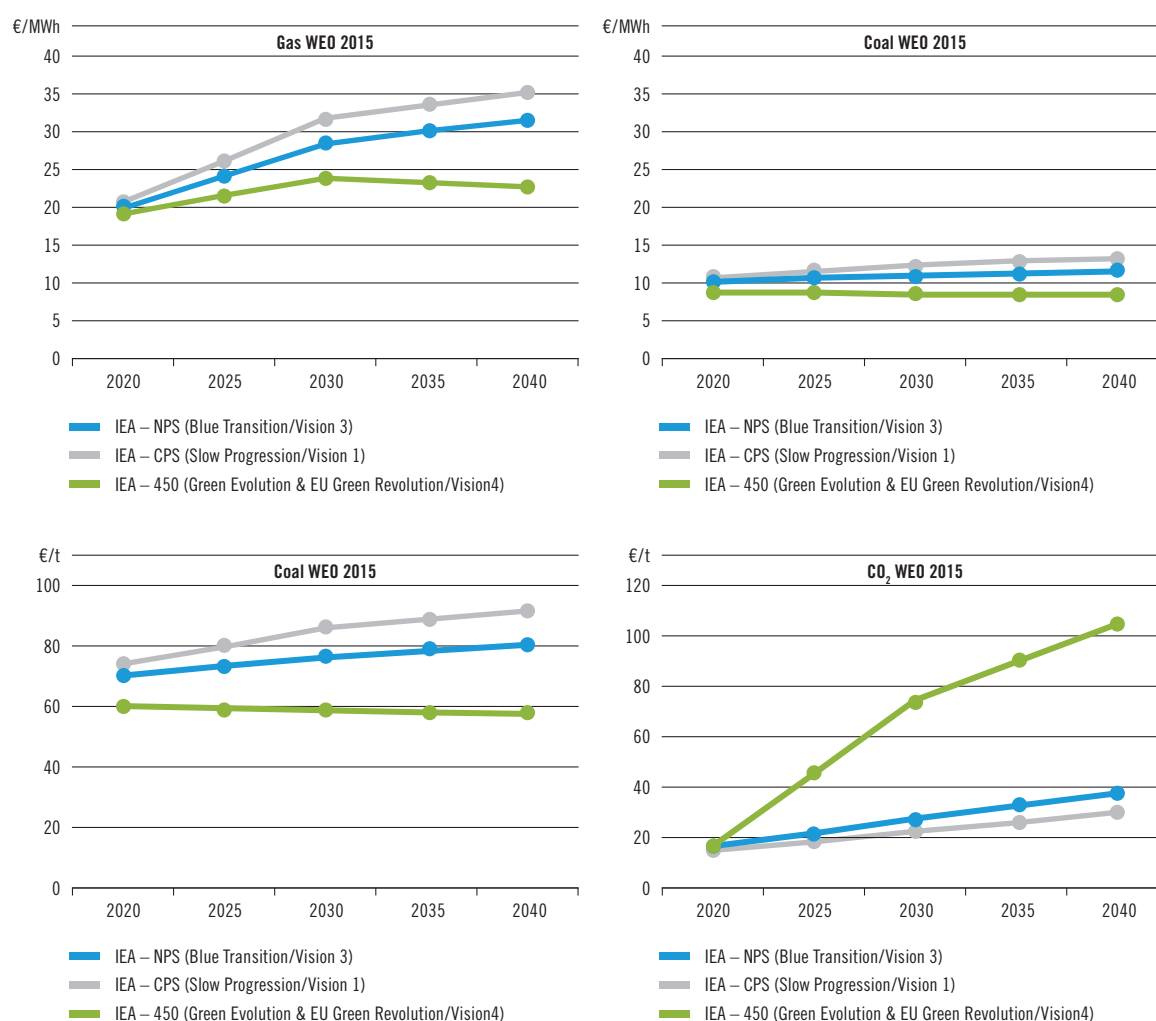 €/MWh
Gas WEO 2015
40
35
30
25
20
15
10
5
0
2020 2025 2030 2035 2040
IEA – NPS (Blue Transition/Vision 3)
IEA – CPS (Slow Progression/Vision 1)
IEA – 450 (Green Evolution & EU Green Revolution/Vision4)
€/MWh
Coal WEO 2015
40
35
30
25
20
15
10
5
0
2020 2025 2030 2035 2040
IEA – NPS (Blue Transition/Vision 3)
IEA – CPS (Slow Progression/Vision 1)
IEA – 450 (Green Evolution & EU Green Revolution/Vision4)
€/t
Coal WEO 2015
100
80
60
40
20
0
2020 2025 2030 2035 2040
IEA – NPS (Blue Transition/Vision 3)
IEA – CPS (Slow Progression/Vision 1)
IEA – 450 (Green Evolution & EU Green Revolution/Vision4)
€/t
CO₂ WEO 2015
120
100
80
60
40
20
0
2020 2025 2030 2035 2040
IEA – NPS (Blue Transition/Vision 3)
IEA – CPS (Slow Progression/Vision 1)
IEA – 450 (Green Evolution & EU Green Revolution/Vision4)